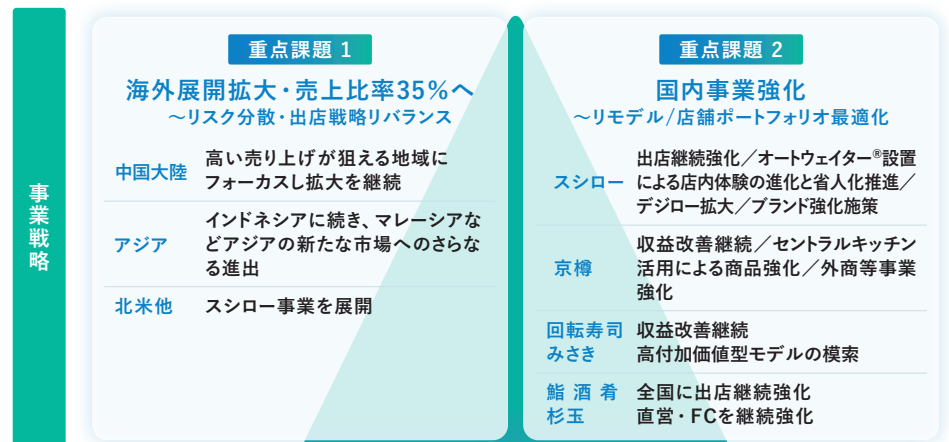 事業戦略
重点課題 1
海外展開拡大・売上比率35%へ
～リスク分散・出店戦略リバランス
中国大陸
高い売り上げが狙える地域に
フォーカスし拡大を継続
アジア
インドネシアに続き、マレーシアな
どアジアの新たな市場へのさらな
る進出
北米他
スシロー事業を展開
重点課題 2
国内事業強化
～リモデル/店舗ポートフォリオ最適化
スシロー
出店継続強化／オートウェイター®設置
による店内体験の進化と省人化推進／
デジロー拡大／ブランド強化施策
京樽
収益改善継続／セントラルキッチン
活用による商品強化／外商等事業
強化
回転寿司
みさき
収益改善継続
高付加価値型モデルの模索
鮨 酒 肴
杉玉
全国に出店継続強化
直営・FCを継続強化